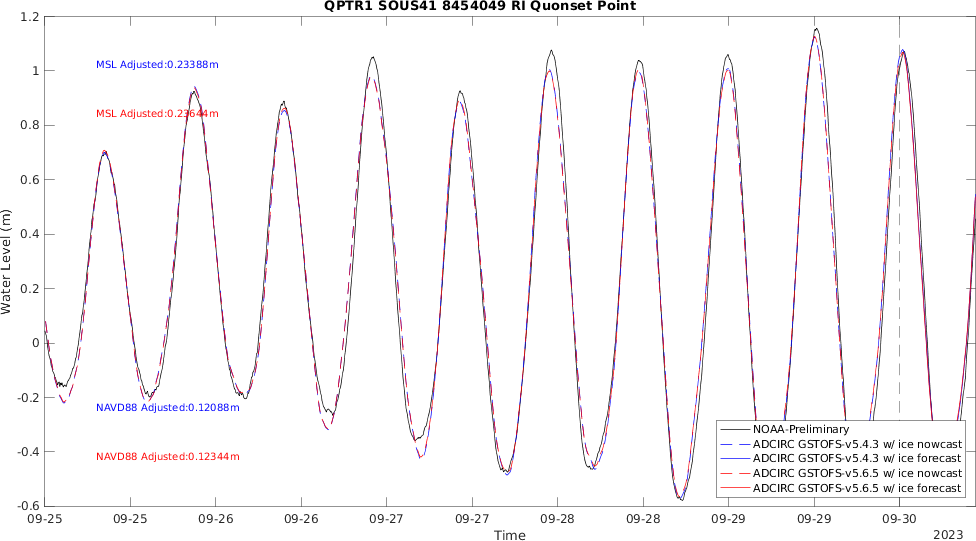 QPTR1 SOUS41 8454049 RI Quonset Point
1.2
1
0.8
0.6
0.4
0.2
0
-0.2
-0.4
-0.6
Water Level (m)
MSL Adjusted:0.23388m
MSL Adjusted:0.23644m
NAVD88 Adjusted:0.12088m
NAVD88 Adjusted:0.12344m
NOAA-Preliminary
ADCIRC GSTOFS-v5.4.3 w/ ice nowcast
ADCIRC GSTOFS-v5.4.3 w/ ice forecast
ADCIRC GSTOFS-v5.6.5 w/ ice nowcast
ADCIRC GSTOFS-v5.6.5 w/ ice forecast
09-25 09-25 09-26 09-26 09-27 09-27 09-28 09-28 09-29 09-29 09-30
Time
2023